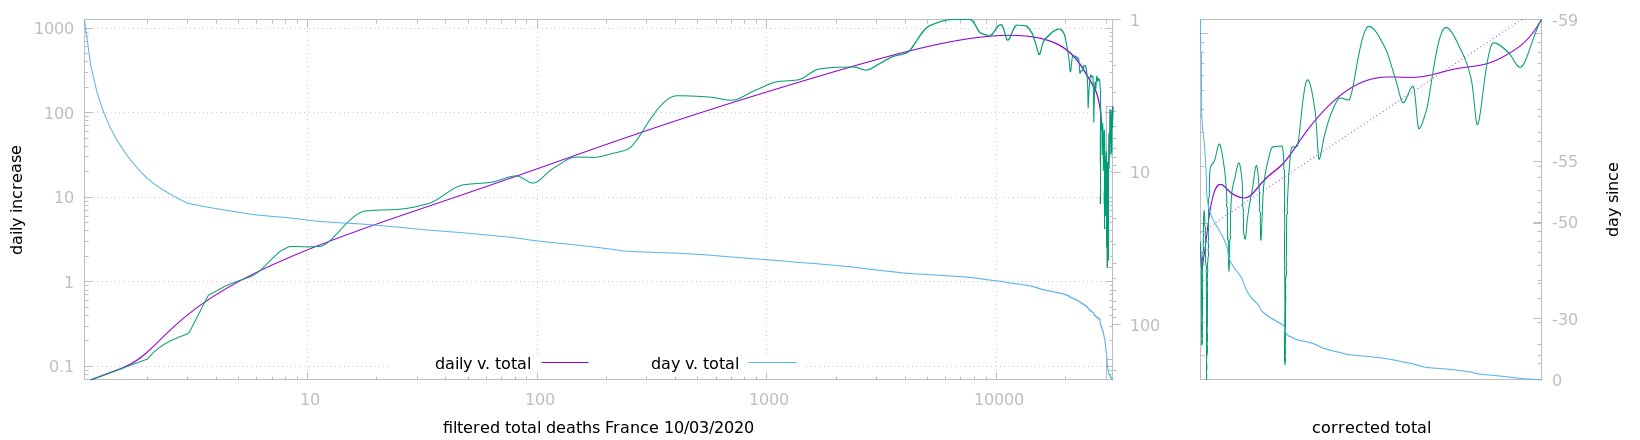 1000
100
10
1
0.1
daily increase
daily v. total
day v. total
10
100
1000
10000
filtered total deaths France 10/03/2020
1
10
100
-59
-55
-50
-30
0
day since
corrected total